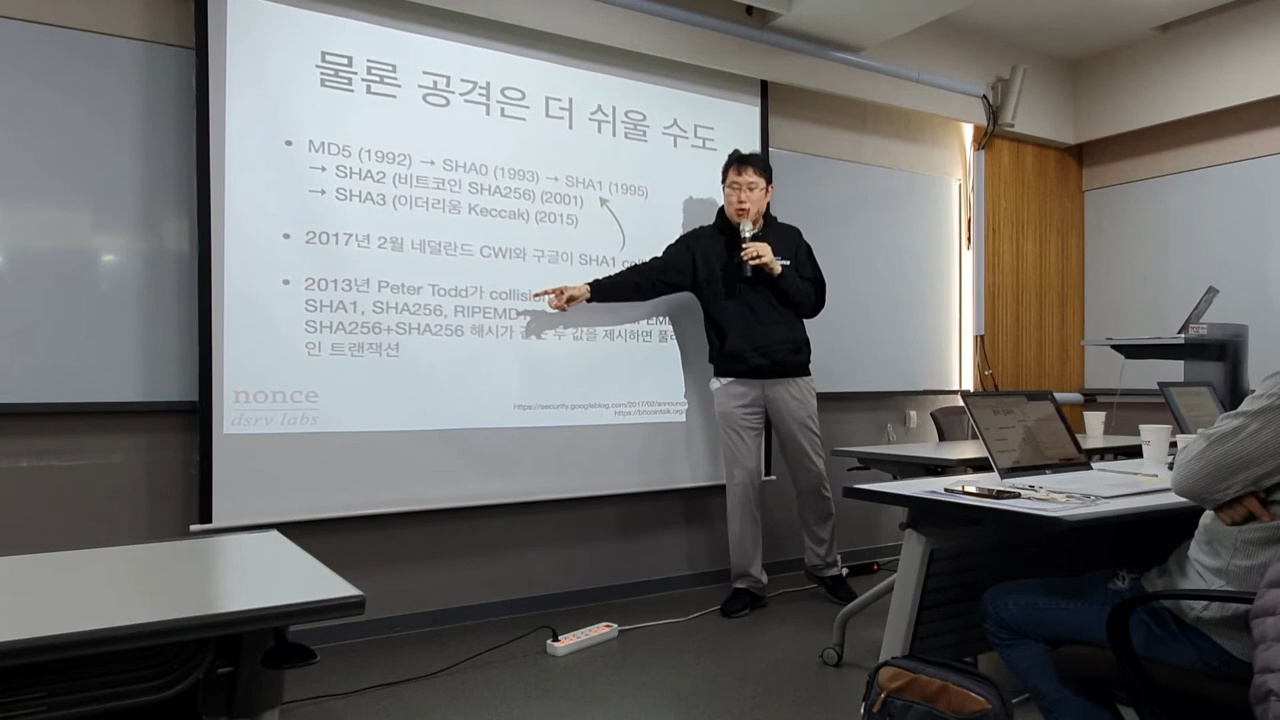 물론 공격은 더 쉬울 수도
• MD5 (1992) → SHA0 (1993) → SHA1 (1995)
→ SHA2 (비트코인 SHA256) (2001)
→ SHA3 (이더리움 Keccak) (2015)
• 2017년 2월 네덜란드 CWI와 구글이 SHA1
• 2013년 Peter Todd가
SHA1, SHA256,
SHA256+SHA256 해시가 두 값을 제시하면
인 트랜잭션
nonce
dsrv labs
https://security.googleblog.com/2017/02/announc
https://bitcointalk.org/